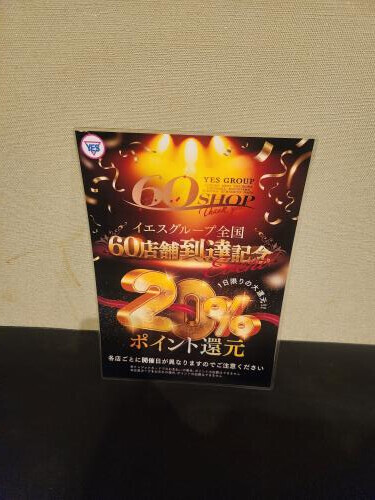 YES
YES GROUP
60
SHOP
Thank You
イエスグループ全国
60店舗到達記念
1日限りの大還元!!
20%
ポイント還元
各店ごとに開催日が異なりますのでご注意ください